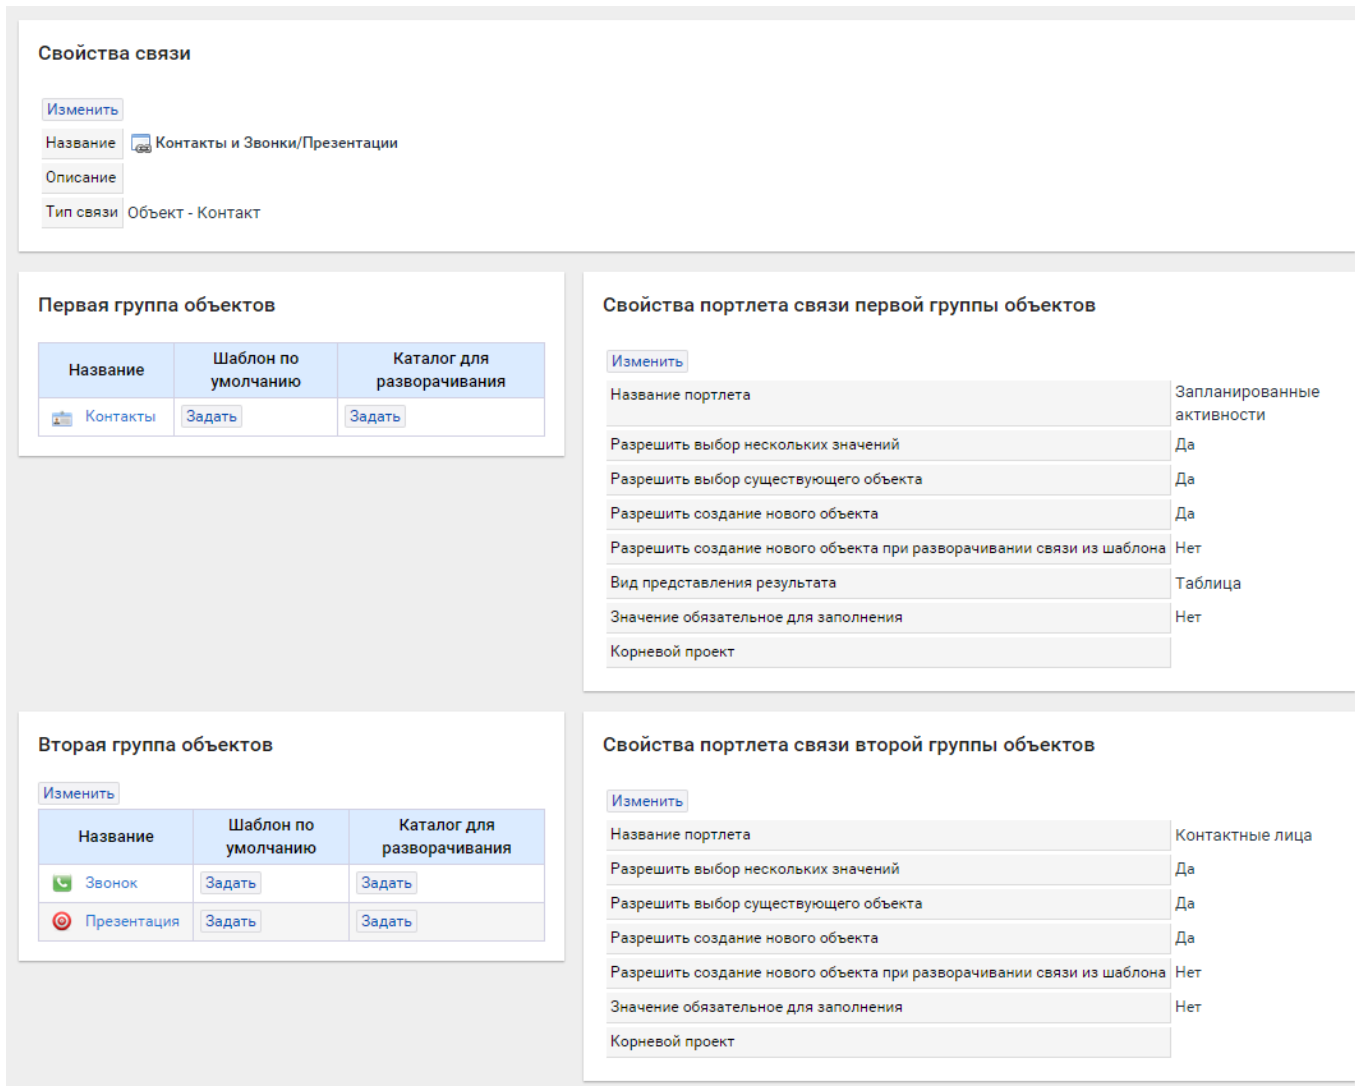 Свойства связи
Изменить
Название Контакты и Звонки/Презентации
Описание
Тип связи Объект - Контакт
Первая группа объектов
Название Шаблон по умолчанию Каталог для разворачивания
Контакты Задать Задать
Свойства портлета связи первой группы объектов
Изменить
Название портлета Запланированные
активности
Разрешить выбор нескольких значений Да
Разрешить выбор существующего объекта Да
Разрешить создание нового объекта Да
Разрешить создание нового объекта при разворачивании связи из шаблона Нет
Вид представления результата Таблица
Значение обязательное для заполнения Нет
Корневой проект
Вторая группа объектов
Изменить
Название Шаблон по умолчанию Каталог для разворачивания
Звонок Задать Задать
Презентация Задать Задать
Свойства портлета связи второй группы объектов
Изменить
Название портлета Контактные лица
Разрешить выбор нескольких значений Да
Разрешить выбор существующего объекта Да
Разрешить создание нового объекта Да
Разрешить создание нового объекта при разворачивании связи из шаблона Нет
Значение обязательное для заполнения Нет
Корневой проект